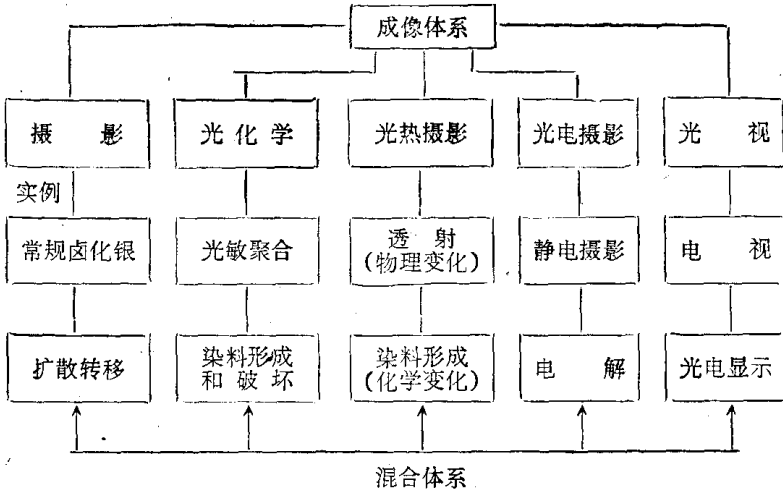 成像体系
摄影
光化学
光热摄影
光电摄影
光视
实例
常规卤化银
光敏聚合
透射
(物理变化)
静电摄影
电视
扩散转移
染料形成
和破坏
染料形成
(化学变化)
电解
光电显示
混合体系